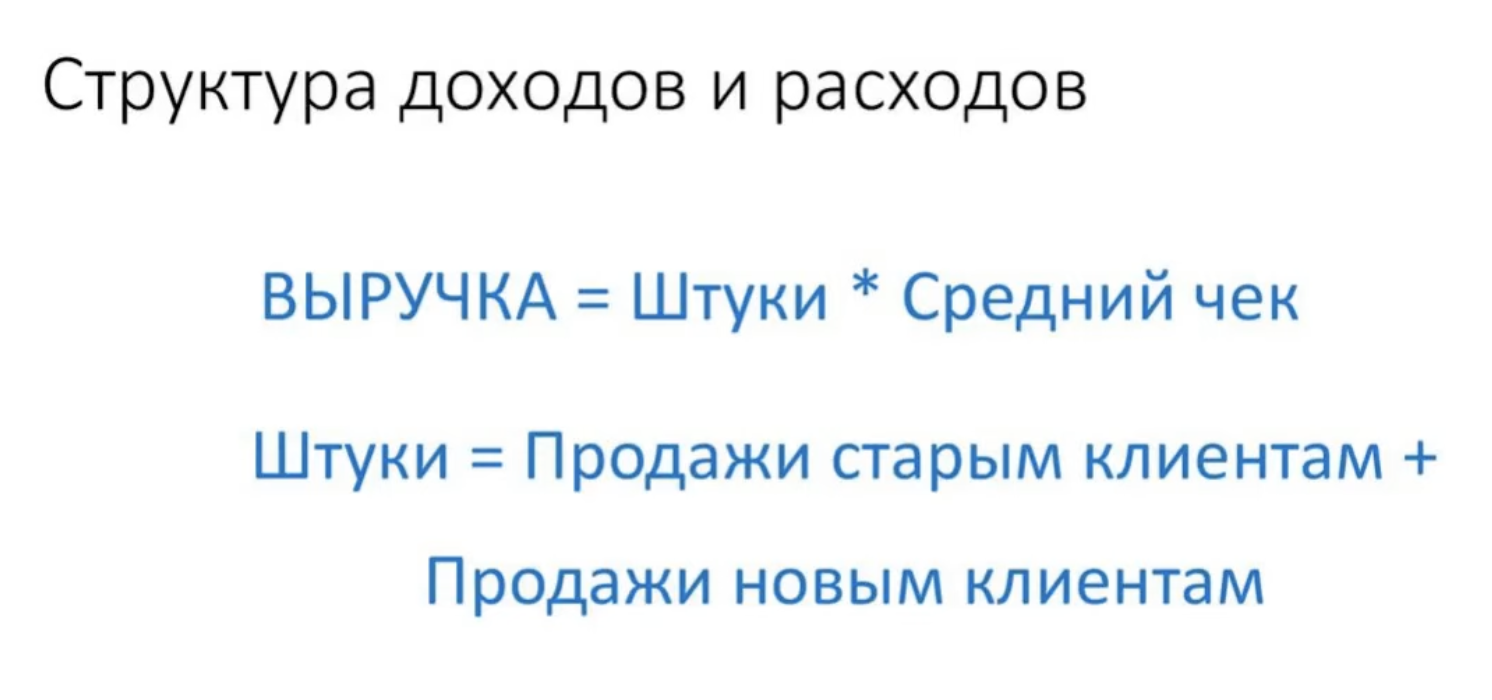 Структура доходов и расходов
ВЫРУЧКА = Штуки * Средний чек
Штуки = Продажи старым клиентам +
Продажи новым клиентам